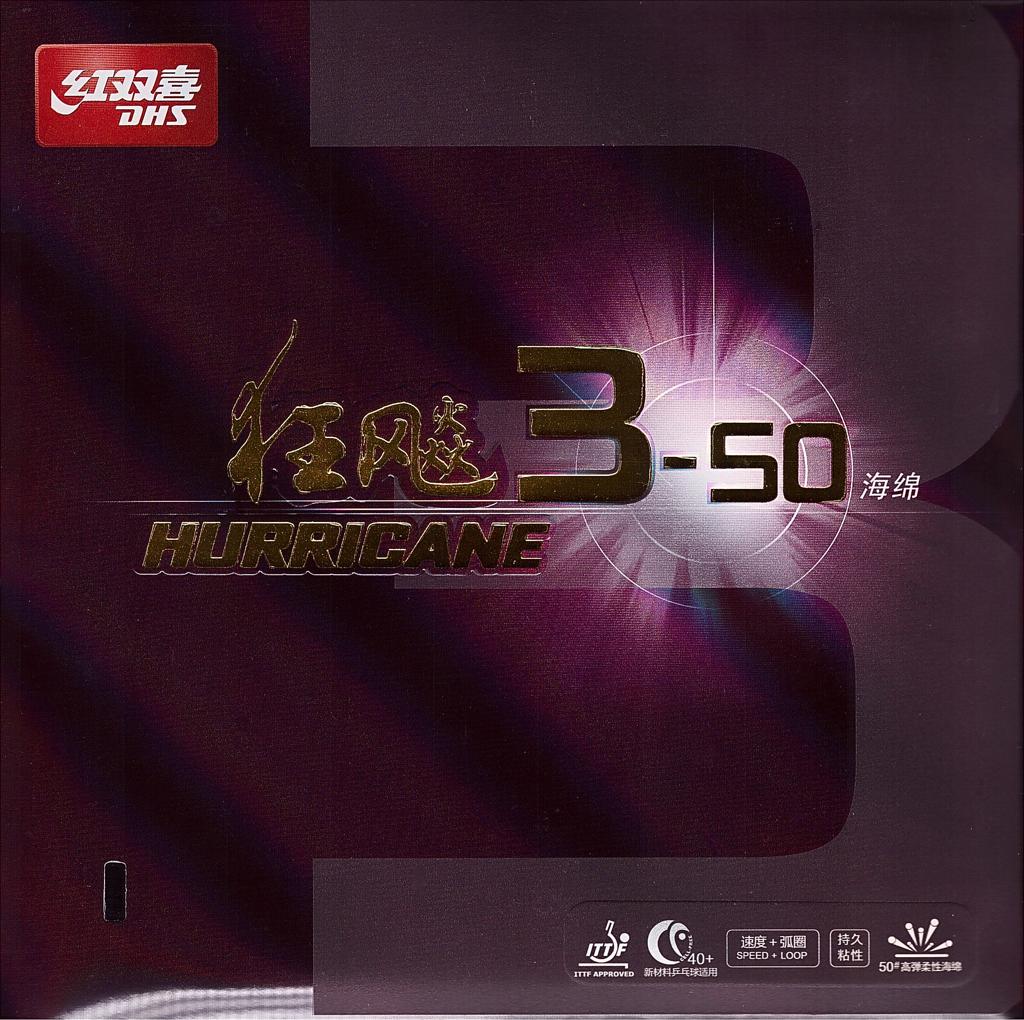 红双喜
DHS
狂飚3-50 海绵
HURRICANE
ITTF
ITTF APPROVED
40+
新材料乒乓球适用
速度+弧圈
SPEED + LOOP
持久
粘性
50#高弹柔性海绵